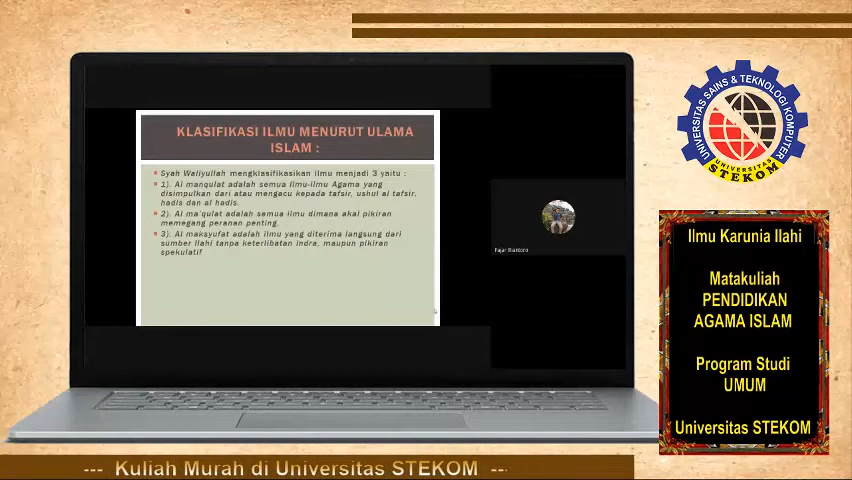 KLASIFIKASI ILMU MENURUT ULAMA
ISLAM :
Syah Waliyullah mengklasifikasikan ilmu menjadi 3 yaitu :
1). Al manqulat adalah semua Ilmu-ilmu Agama yang
disimpulkan dari atau mengacu kepada tafsir, ushul al tafsir,
hadis dan al hadis.
2). Al ma'qulat adalah semua ilmu dimana akal pikiran
memegang peranan penting.
3). Al maksyufat adalah ilmu yang diterima langsung dari
sumber Ilahi tanpa keterlibatan indra, maupun pikiran
spekulatif
Fajar Diantoro
UNIVERSITAS SAINS & TEKNOLOGI KOMPUTER
UNIVERSITAS
STEKOM
Ilmu Karunia Ilahi
Matakuliah
PENDIDIKAN
AGAMA ISLAM
Program Studi
UMUM
Universitas STEKOM
--- Kuliah Murah di Universitas STEKOM ---